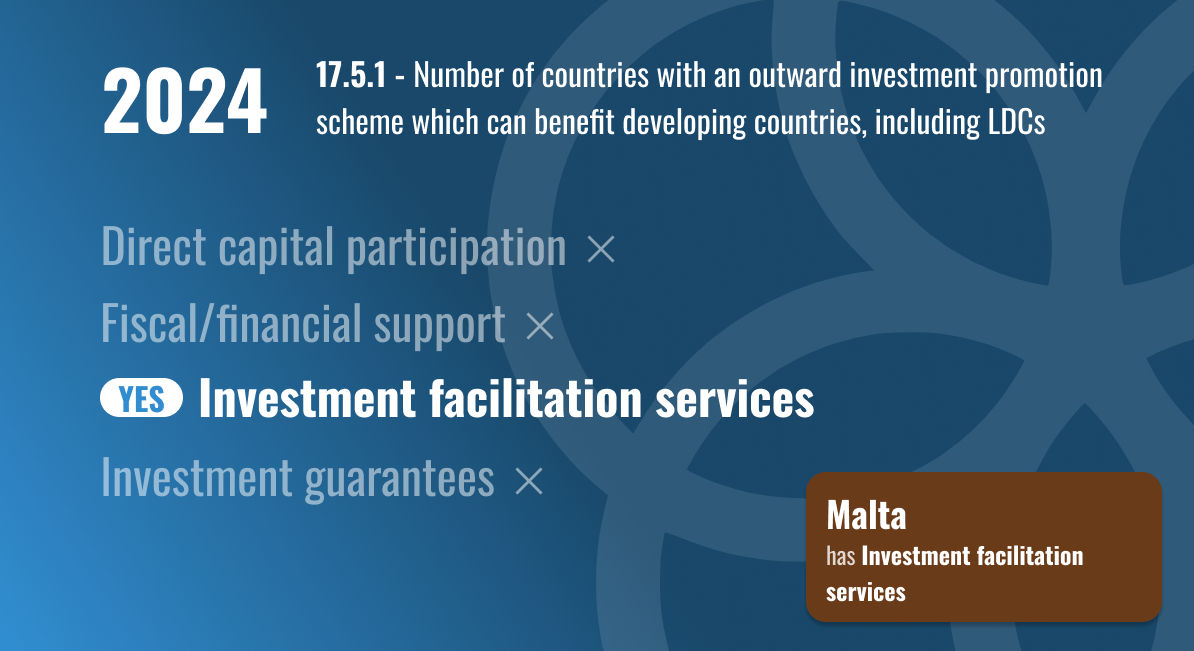 2024
17.5.1 - Number of countries with an outward investment promotion
scheme which can benefit developing countries, including LDCs
Direct capital participation
Fiscal/financial support
YES Investment facilitation services
Investment guarantees
Malta
has Investment facilitation
services